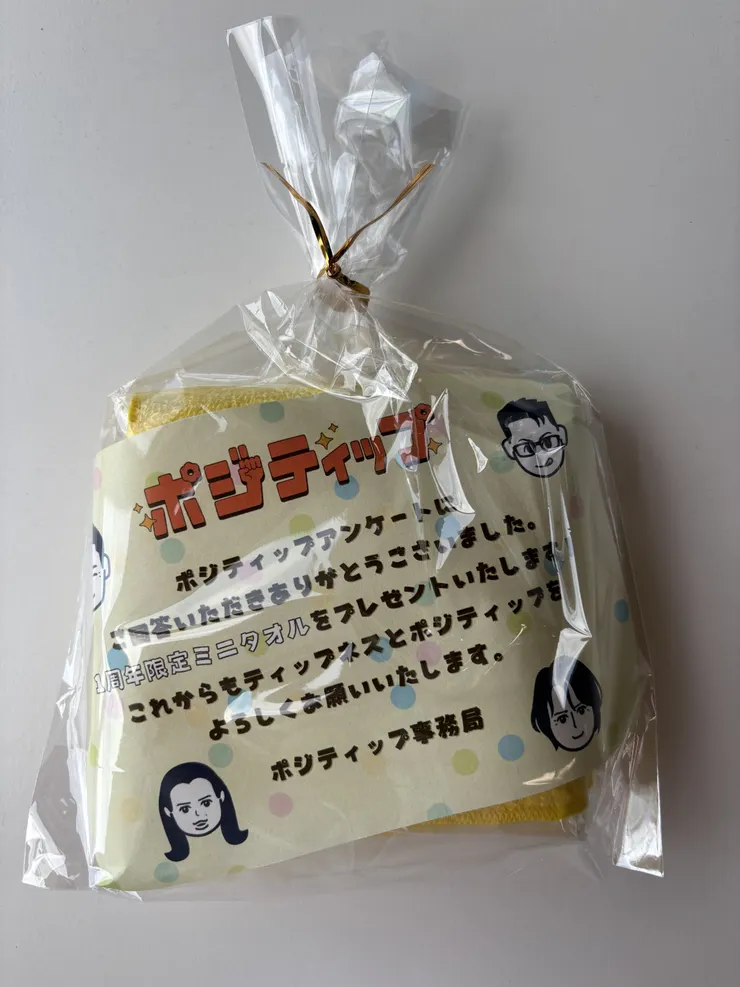 ポジティップ
ポジティップアンケートに
ご回答いただきありがとうございました。
1周年限定ミニタオルをプレゼントいたします
これからもティップネスとポジティップを
よろしくお願いいたします。
ポジティップ事務局